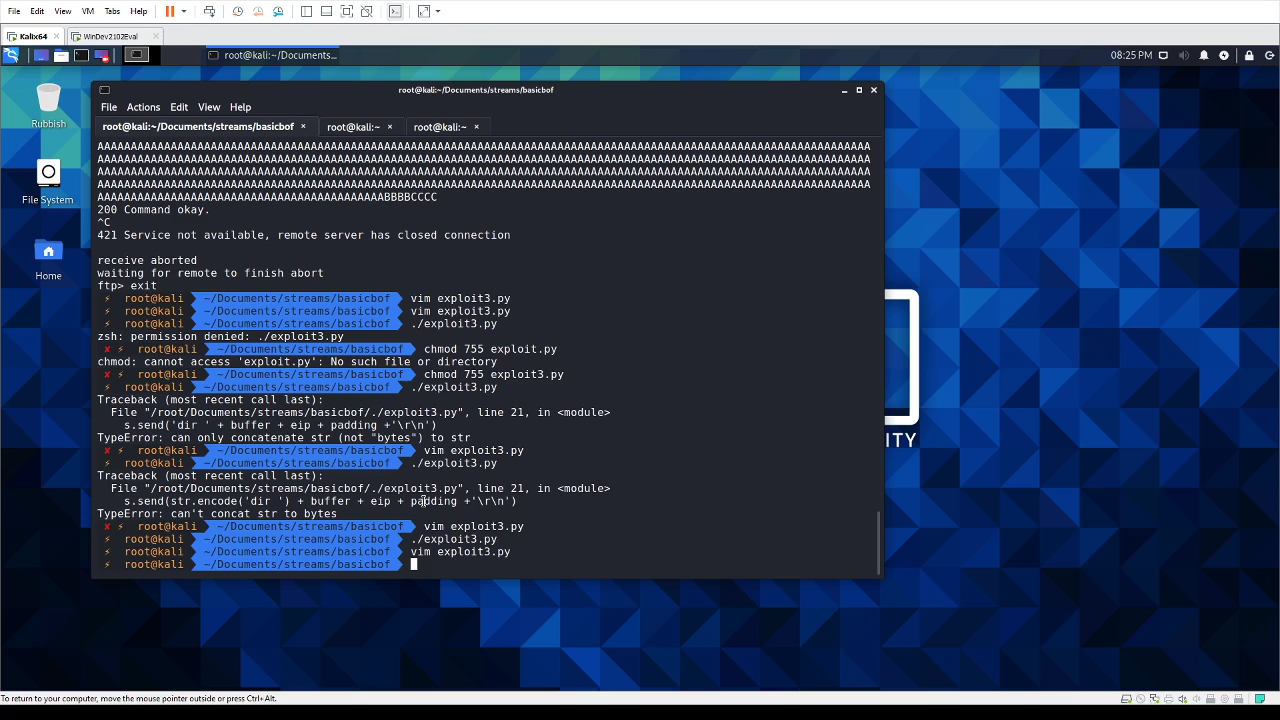 File Edit View VM Tabs Help
Kalix64 WinDev2102Eval
root@kali:~/Documents... 08:25 PM
Rubbish
File System
Home
root@kali:~/Documents/streams/basicbof
File Actions Edit View Help
root@kali:~/Documents/streams/basicbof root@kali:~ root@kali:~
BBBBCCCC
200 Command okay.
^C
421 Service not available, remote server has closed connection
receive aborted
waiting for remote to finish abort
ftp> exit
root@kali ~/Documents/streams/basicbof vim exploit3.py
root@kali ~/Documents/streams/basicbof vim exploit3.py
root@kali ~/Documents/streams/basicbof ./exploit3.py
zsh: permission denied: ./exploit3.py
root@kali ~/Documents/streams/basicbof chmod 755 exploit.py
chmod: cannot access 'exploit.py': No such file or directory
root@kali ~/Documents/streams/basicbof chmod 755 exploit3.py
root@kali ~/Documents/streams/basicbof ./exploit3.py
Traceback (most recent call last):
File "/root/Documents/streams/basicbof/./exploit3.py", line 21, in <module>
s.send('dir ' + buffer + eip + padding +'\r\n')
TypeError: can only concatenate str (not "bytes") to str
root@kali ~/Documents/streams/basicbof vim exploit3.py
root@kali ~/Documents/streams/basicbof ./exploit3.py
Traceback (most recent call last):
File "/root/Documents/streams/basicbof/./exploit3.py", line 21, in <module>
s.send(str.encode('dir ') + buffer + eip + padding +'\r\n')
TypeError: can't concat str to bytes
root@kali ~/Documents/streams/basicbof vim exploit3.py
root@kali ~/Documents/streams/basicbof ./exploit3.py
root@kali ~/Documents/streams/basicbof vim exploit3.py
root@kali ~/Documents/streams/basicbof
ITY
To return to your computer, move the mouse pointer outside or press Ctrl+Alt.